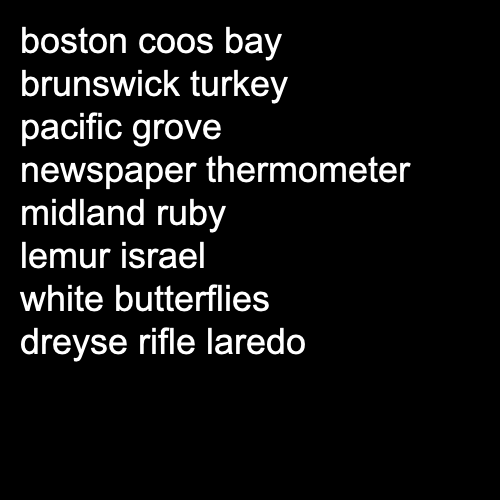 boston coos bay
brunswick turkey
pacific grove
newspaper thermometer
midland ruby
lemur israel
white butterflies
dreyse rifle laredo